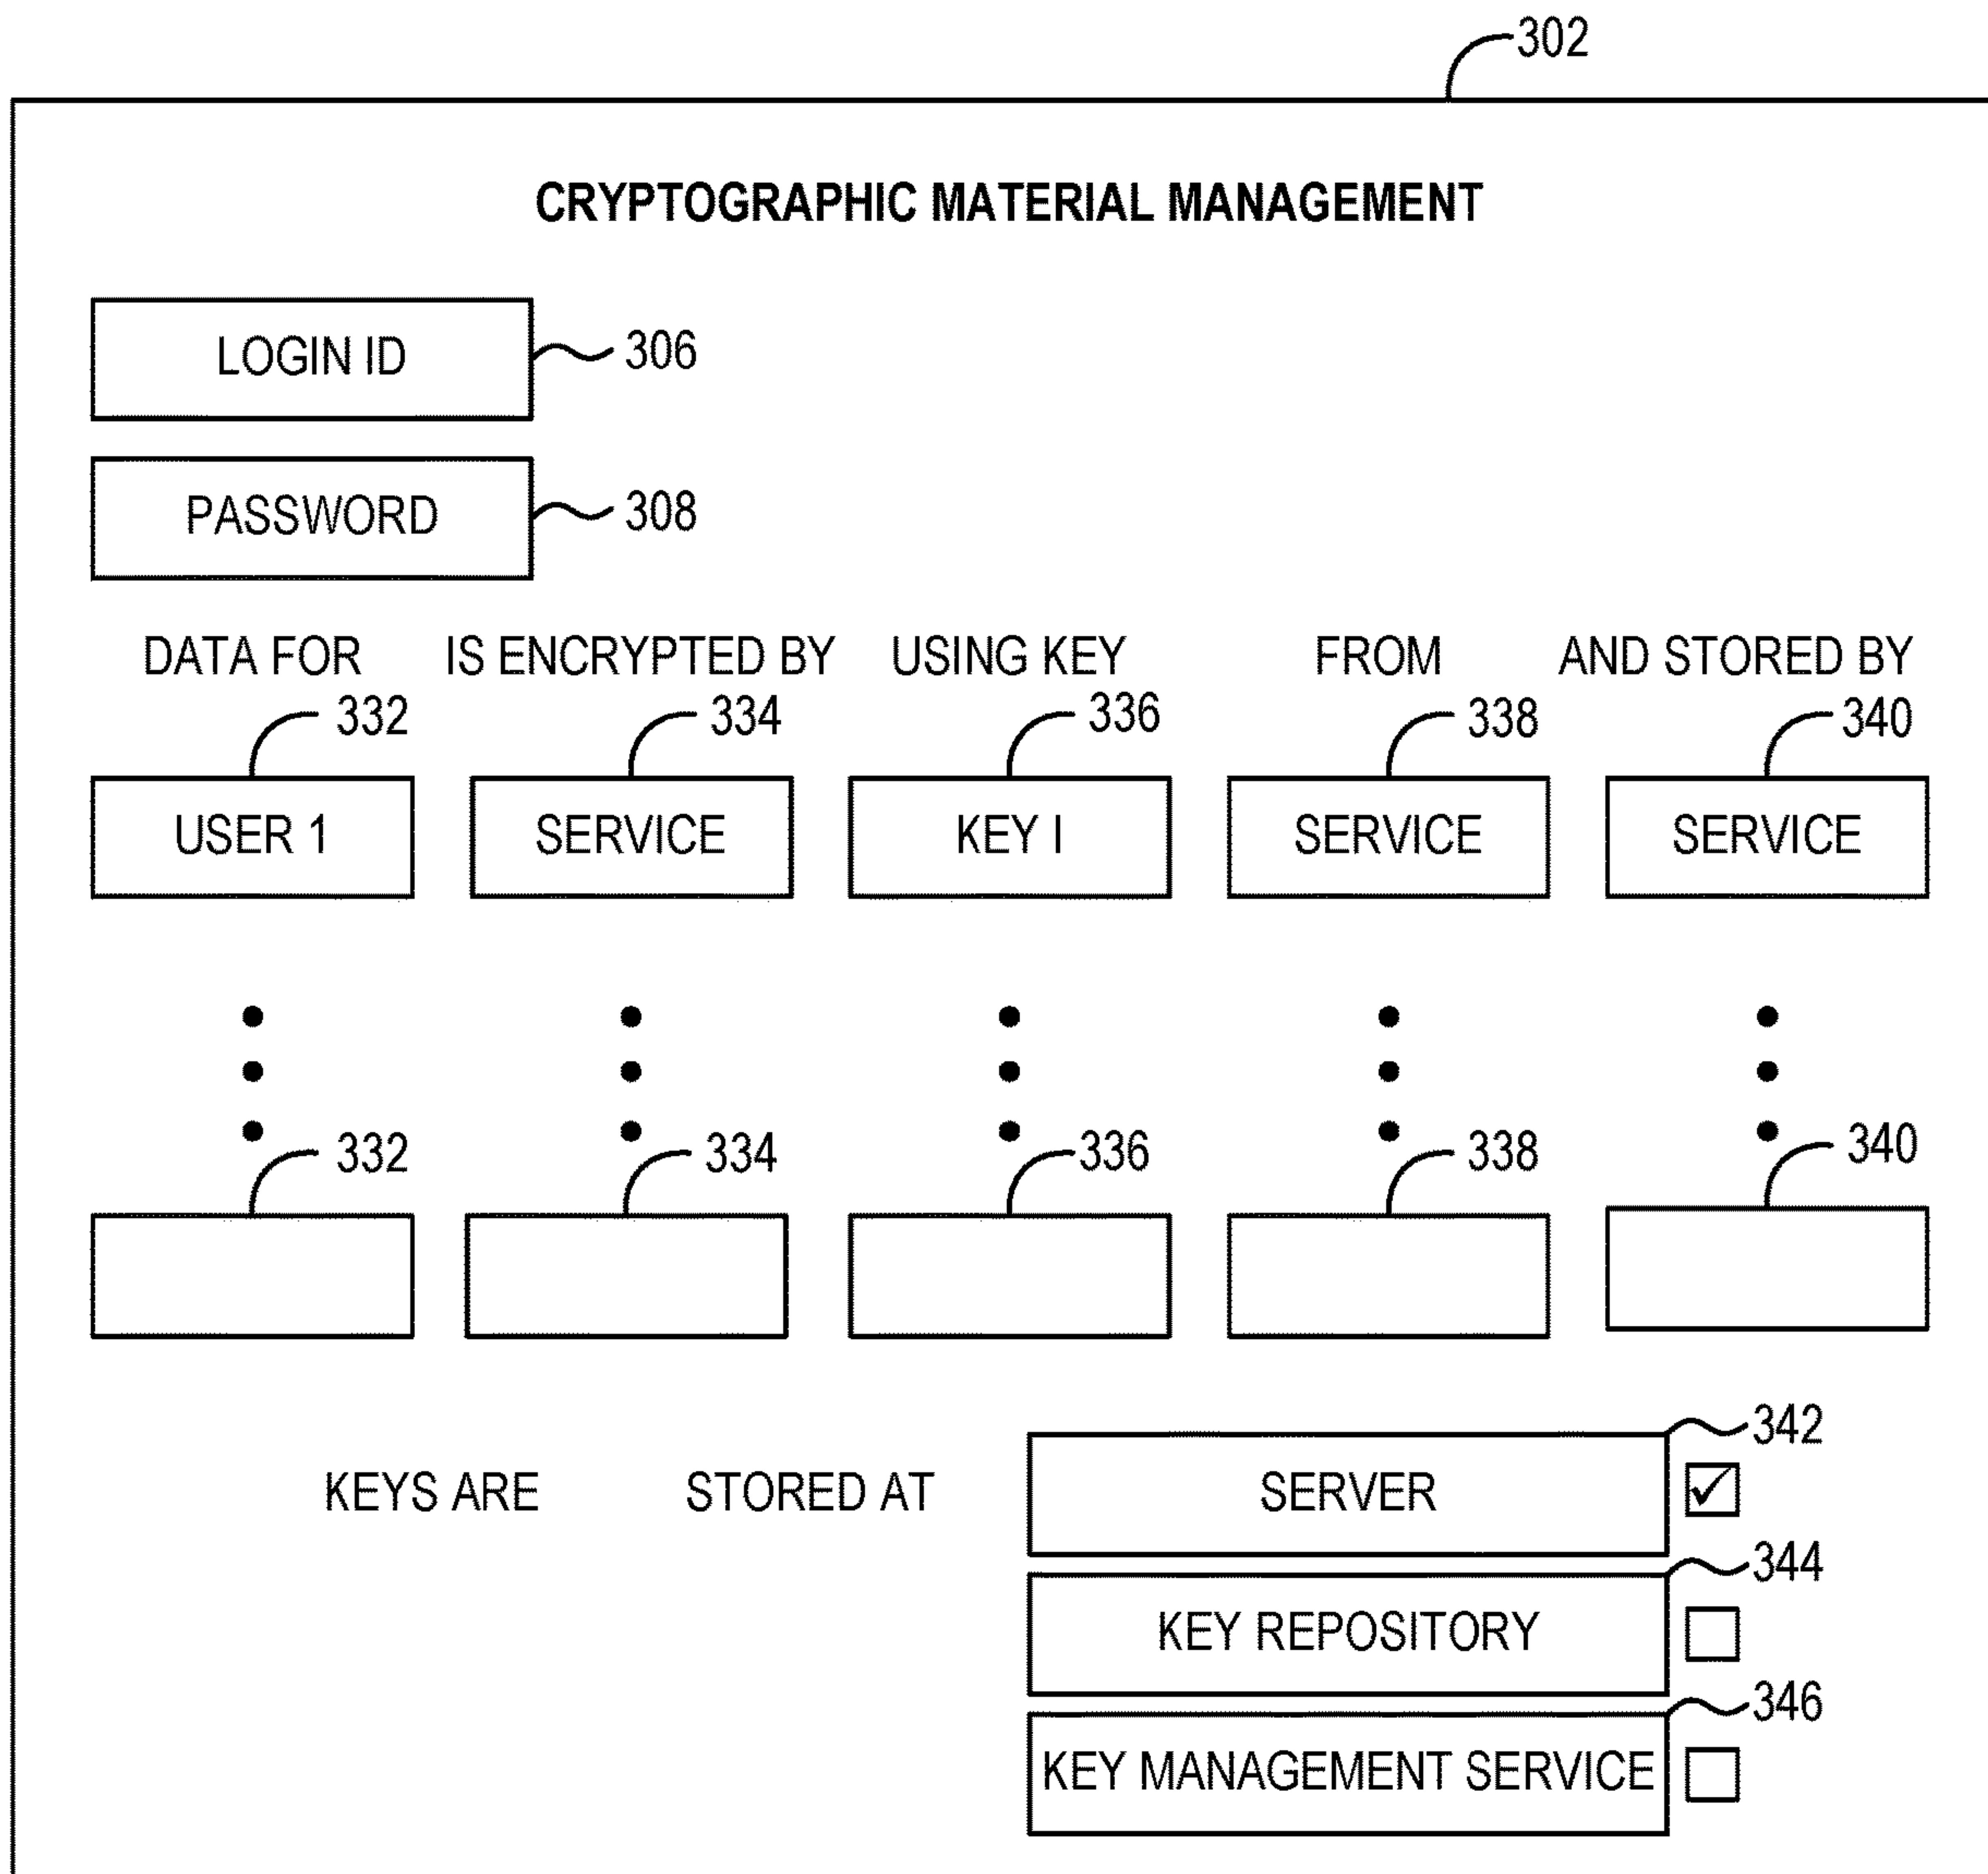 302
CRYPTOGRAPHIC MATERIAL MANAGEMENT
LOGIN ID 306
PASSWORD 308
DATA FOR IS ENCRYPTED BY USING KEY FROM AND STORED BY
332 334 336 338 340
USER 1 SERVICE KEY I SERVICE SERVICE
332 334 336 338 340
342
KEYS ARE STORED AT SERVER
344
KEY REPOSITORY
346
KEY MANAGEMENT SERVICE